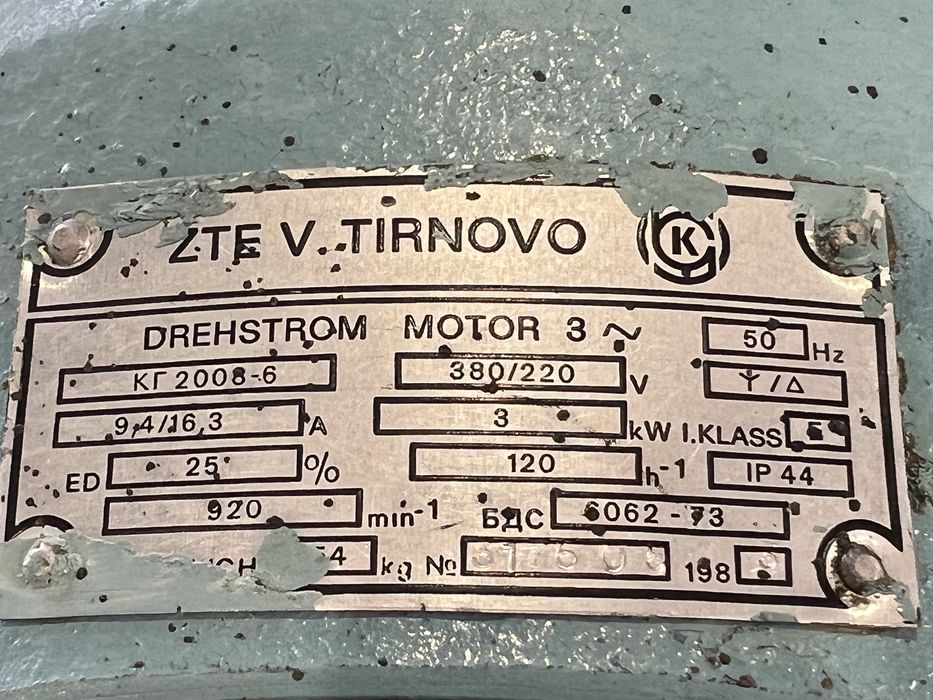 ZTE V. TIRNOVO K
DREHSTROM MOTOR 3 ~ 50 Hz
КГ 2008-6 380/220 V Y/Δ
9,4/16,3 A 3 kW I.KLASS
ED 25 % 120 h-1 IP 44
920 min-1 БДС 6062-73
kg № 198